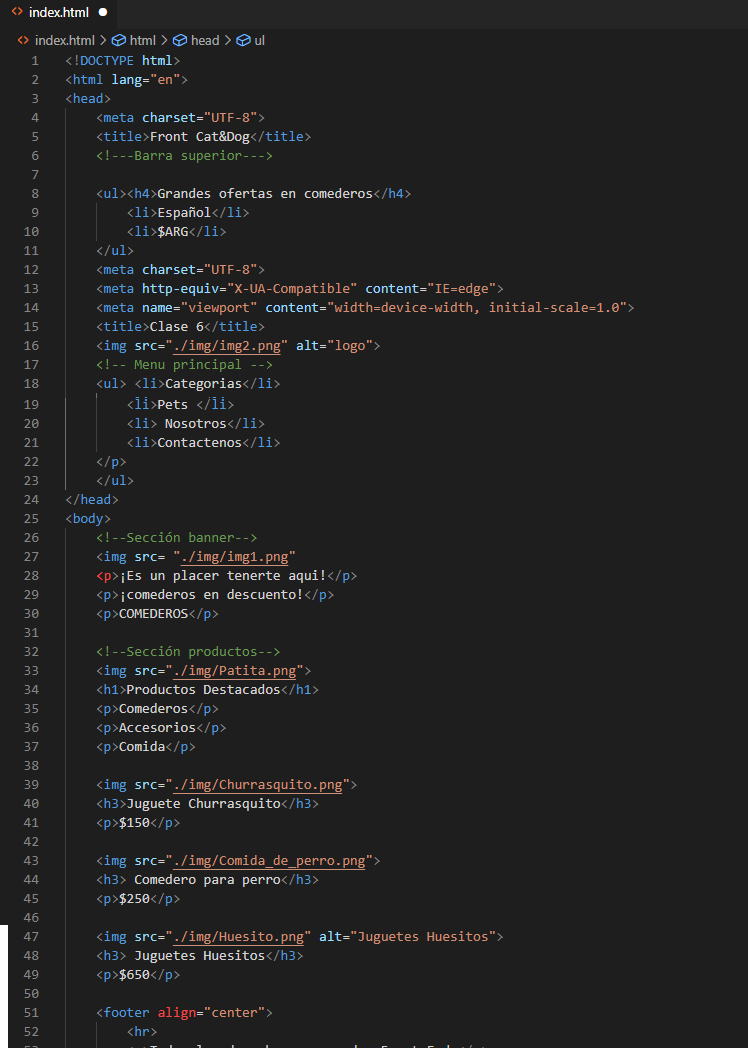 index.html
index.html > html > head > ul
1 <!DOCTYPE html>
2 <html lang="en">
3 <head>
4 <meta charset="UTF-8">
5 <title>Front Cat&Dog</title>
6 <!---Barra superior--->
7
8 <ul><h4>Grandes ofertas en comederos</h4>
9 <li>Español</li>
10 <li>$ARG</li>
11 </ul>
12 <meta charset="UTF-8">
13 <meta http-equiv="X-UA-Compatible" content="IE=edge">
14 <meta name="viewport" content="width=device-width, initial-scale=1.0">
15 <title>Clase 6</title>
16 <img src="./img/img2.png" alt="logo">
17 <!-- Menu principal -->
18 <ul> <li>Categorias</li>
19 <li>Pets </li>
20 <li> Nosotros</li>
21 <li>Contactenos</li>
22 </p>
23 </ul>
24 </head>
25 <body>
26 <!--Sección banner-->
27 <img src= "./img/img1.png"
28 <p>¡Es un placer tenerte aqui!</p>
29 <p>¡comederos en descuento!</p>
30 <p>COMEDEROS</p>
31
32 <!--Sección productos-->
33 <img src="./img/Patita.png">
34 <h1>Productos Destacados</h1>
35 <p>Comederos</p>
36 <p>Accesorios</p>
37 <p>Comida</p>
38
39 <img src="./img/Churrasquito.png">
40 <h3>Juguete Churrasquito</h3>
41 <p>$150</p>
42
43 <img src="./img/Comida_de_perro.png">
44 <h3> Comedero para perro</h3>
45 <p>$250</p>
46
47 <img src="./img/Huesito.png" alt="Juguetes Huesitos">
48 <h3> Juguetes Huesitos</h3>
49 <p>$650</p>
50
51 <footer align="center">
52 <hr>